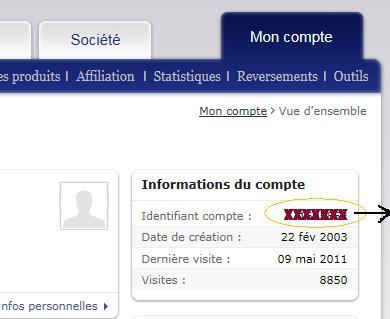 Société
Mon compte
es produits | Affiliation | Statistiques | Reversements | Outils
Mon compte > Vue d'ensemble
Informations du compte
Identifiant compte : XXXXXXX
Date de création : 22 fév 2003
Dernière visite : 09 mai 2011
Visites : 8850
nfos personnelles